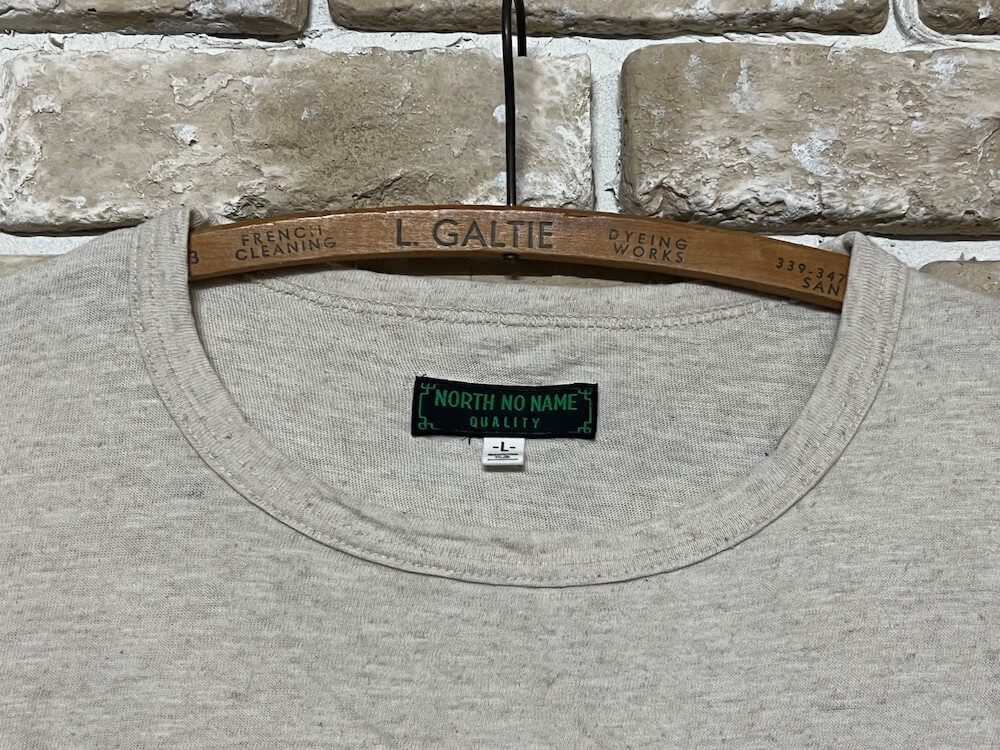 FRENCH
CLEANING
L. GALTIE
DYEING
WORKS
339-347
SAN
NORTH NO NAME
QUALITY
-L-